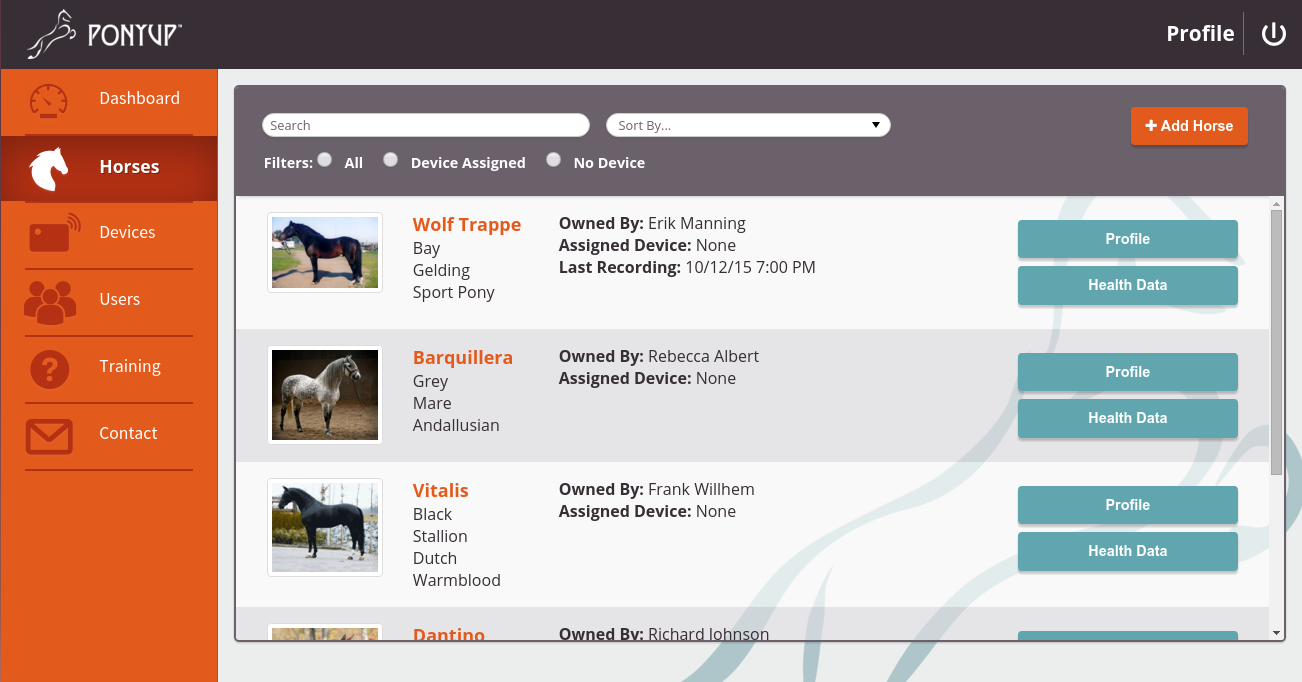 PONYUP™
Profile
Dashboard
Horses
Devices
Users
Training
Contact
Search
Sort By...
Add Horse
Filters: All Device Assigned No Device
Wolf Trappe
Bay
Gelding
Sport Pony
Owned By: Erik Manning
Assigned Device: None
Last Recording: 10/12/15 7:00 PM
Profile
Health Data
Barquillera
Grey
Mare
Andallusian
Owned By: Rebecca Albert
Assigned Device: None
Profile
Health Data
Vitalis
Black
Stallion
Dutch
Warmblood
Owned By: Frank Willhem
Assigned Device: None
Profile
Health Data
Dantino
Owned By: Richard Johnson